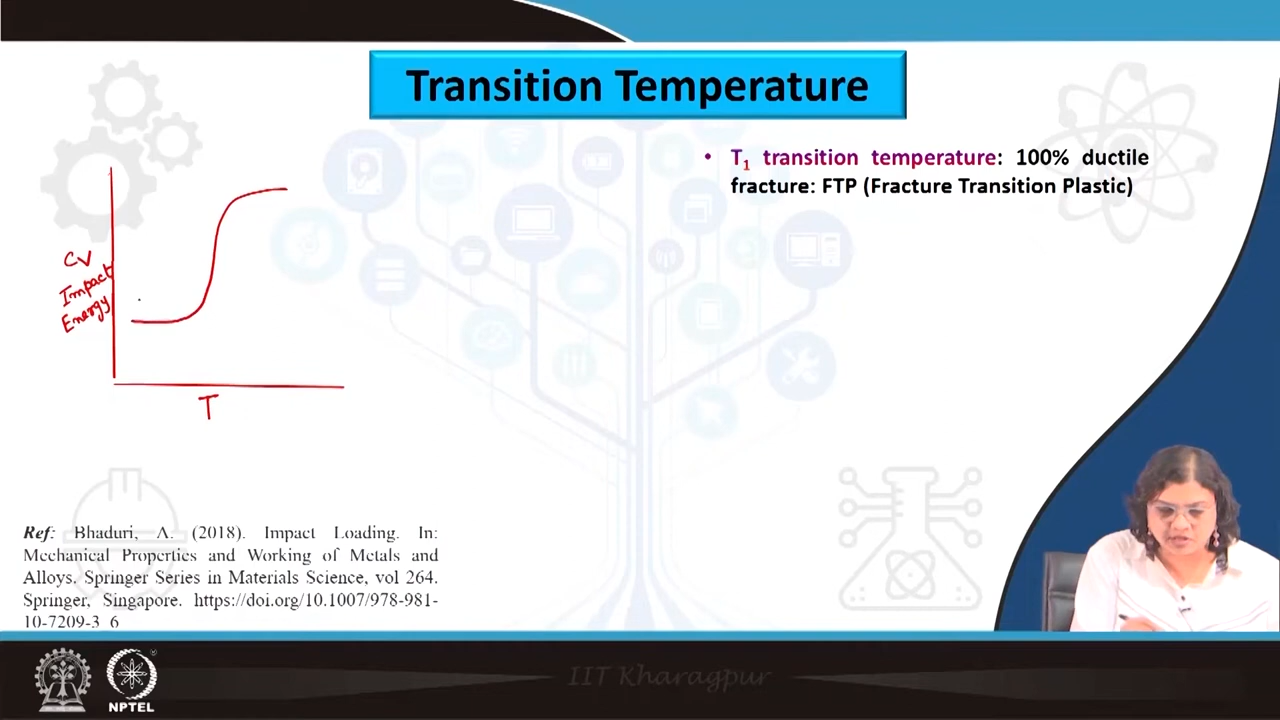 Transition Temperature
• T₁ transition temperature: 100% ductile
fracture: FTP (Fracture Transition Plastic)
CV
Impact
Energy
T
Ref: Bhaduri, A. (2018). Impact Loading. In:
Mechanical Properties and Working of Metals and
Alloys. Springer Series in Materials Science, vol 264.
Springer, Singapore. https://doi.org/10.1007/978-981-
10-7209-3_6
NPTEL
IIT Kharagpur